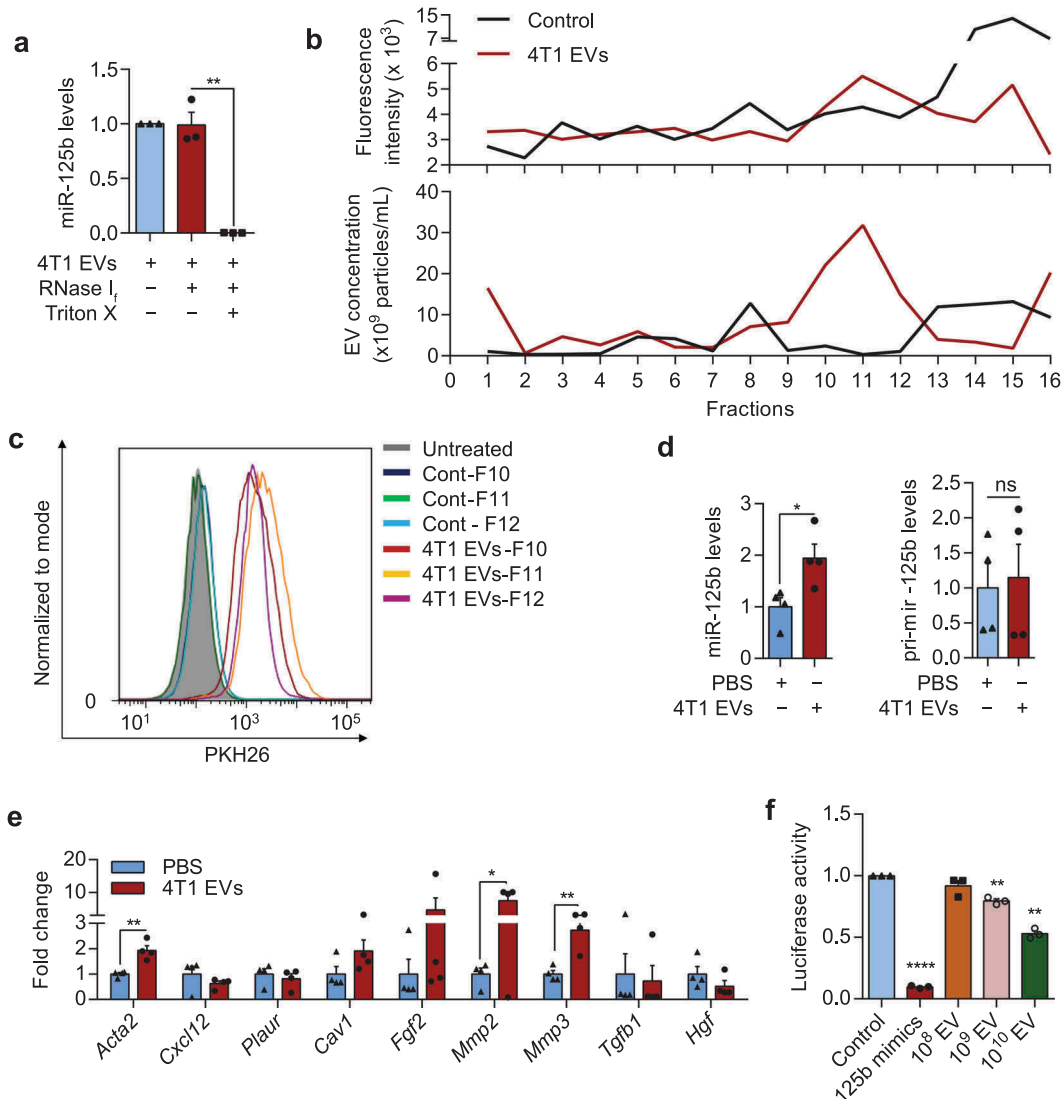 a
miR-125b levels
1.5
1.0
0.5
0.0
**
4T1 EVs + + +
RNase If – + +
Triton X – – +
b
Control
4T1 EVs
Fluorescence
intensity (x 10³)
15
7
6
5
4
3
2
EV concentration
(x10⁹ particles/mL)
40
30
20
10
0
0 1 2 3 4 5 6 7 8 9 10 11 12 13 14 15 16
Fractions
c
Normalized to mode
0
10¹ 10³ 10⁵
PKH26
Untreated
Cont-F10
Cont-F11
Cont - F12
4T1 EVs -F10
4T1 EVs-F11
4T1 EVs-F12
d
miR-125b levels
3
2
1
0
*
PBS + –
4T1 EVs – +
pri-mir -125b levels
2.5
2.0
1.5
1.0
0.5
0.0
ns
PBS + –
4T1 EVs – +
e
PBS
4T1 EVs
Fold change
20
10
3
2
1
0
**
*
**
Acta2
Cxcl12
Plaur
Cav1
Fgf2
Mmp2
Mmp3
Tgfb1
Hgf
f
Luciferase activity
1.5
1.0
0.5
0.0
****
**
**
Control
125b mimics
10⁸ EV
10⁹ EV
10¹⁰ EV